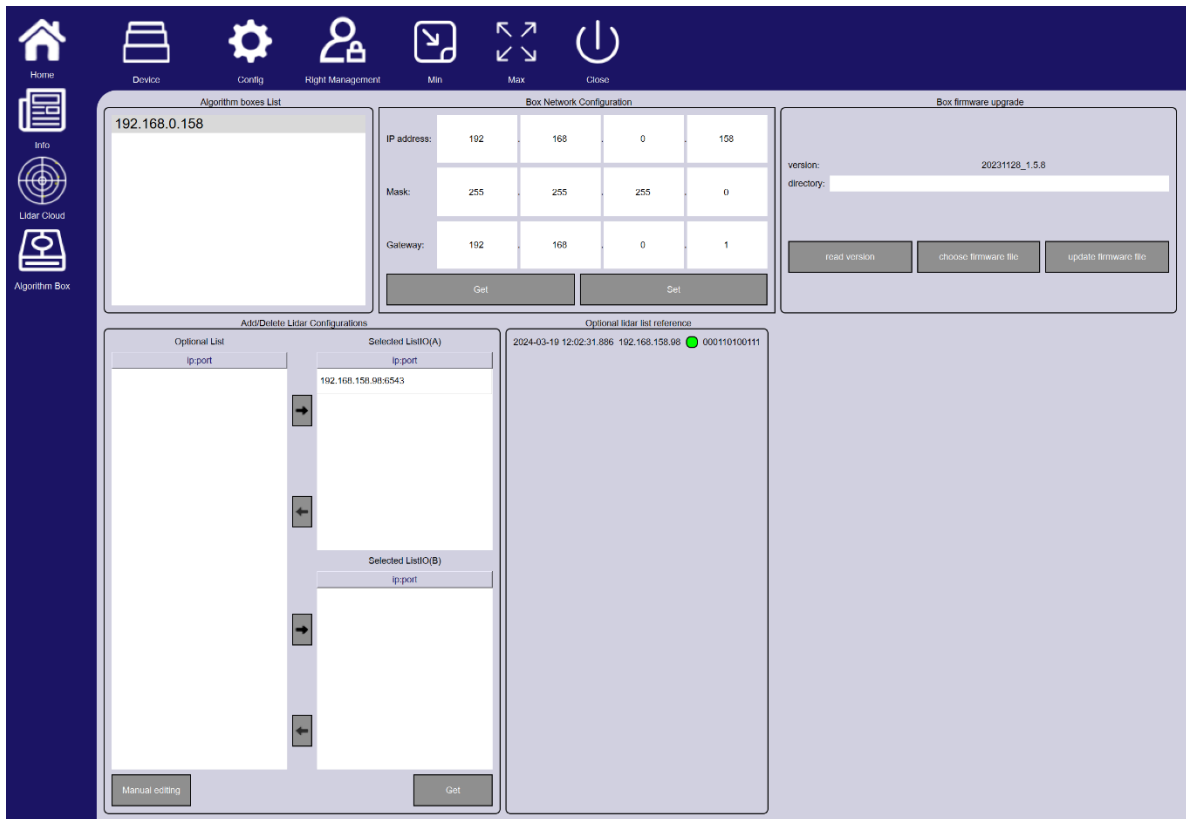 Home
Device
Config
Right Management
Min
Max
Close
Info
Lidar Cloud
Algorithm Box
Algorithm boxes List
192.168.0.158
Box Network Configuration
IP address: 192 . 168 . 0 . 158
Mask: 255 . 255 . 255 . 0
Gateway: 192 . 168 . 0 . 1
Get
Set
Box firmware upgrade
version: 20231128_1.5.8
directory:
read version
choose firmware file
update firmware file
Add/Delete Lidar Configurations
Optional List
ip:port
Selected ListIO(A)
ip:port
192.168.158.98:6543
Selected ListIO(B)
ip:port
Manual editing
Get
Optional lidar list reference
2024-03-19 12:02:31.886 192.168.158.98 000110100111